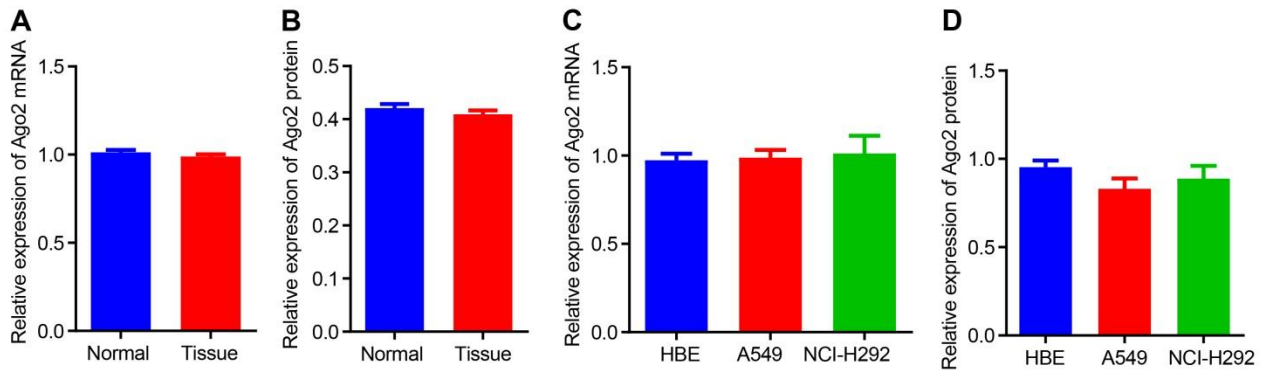 A
Relative expression of Ago2 mRNA
1.5
1.0
0.5
0.0
Normal Tissue
B
Relative expression of Ago2 protein
0.5
0.4
0.3
0.2
0.1
0.0
Normal Tissue
C
Relative expression of Ago2 mRNA
1.5
1.0
0.5
0.0
HBE A549 NCI-H292
D
Relative expression of Ago2 protein
1.5
1.0
0.5
0.0
HBE A549 NCI-H292